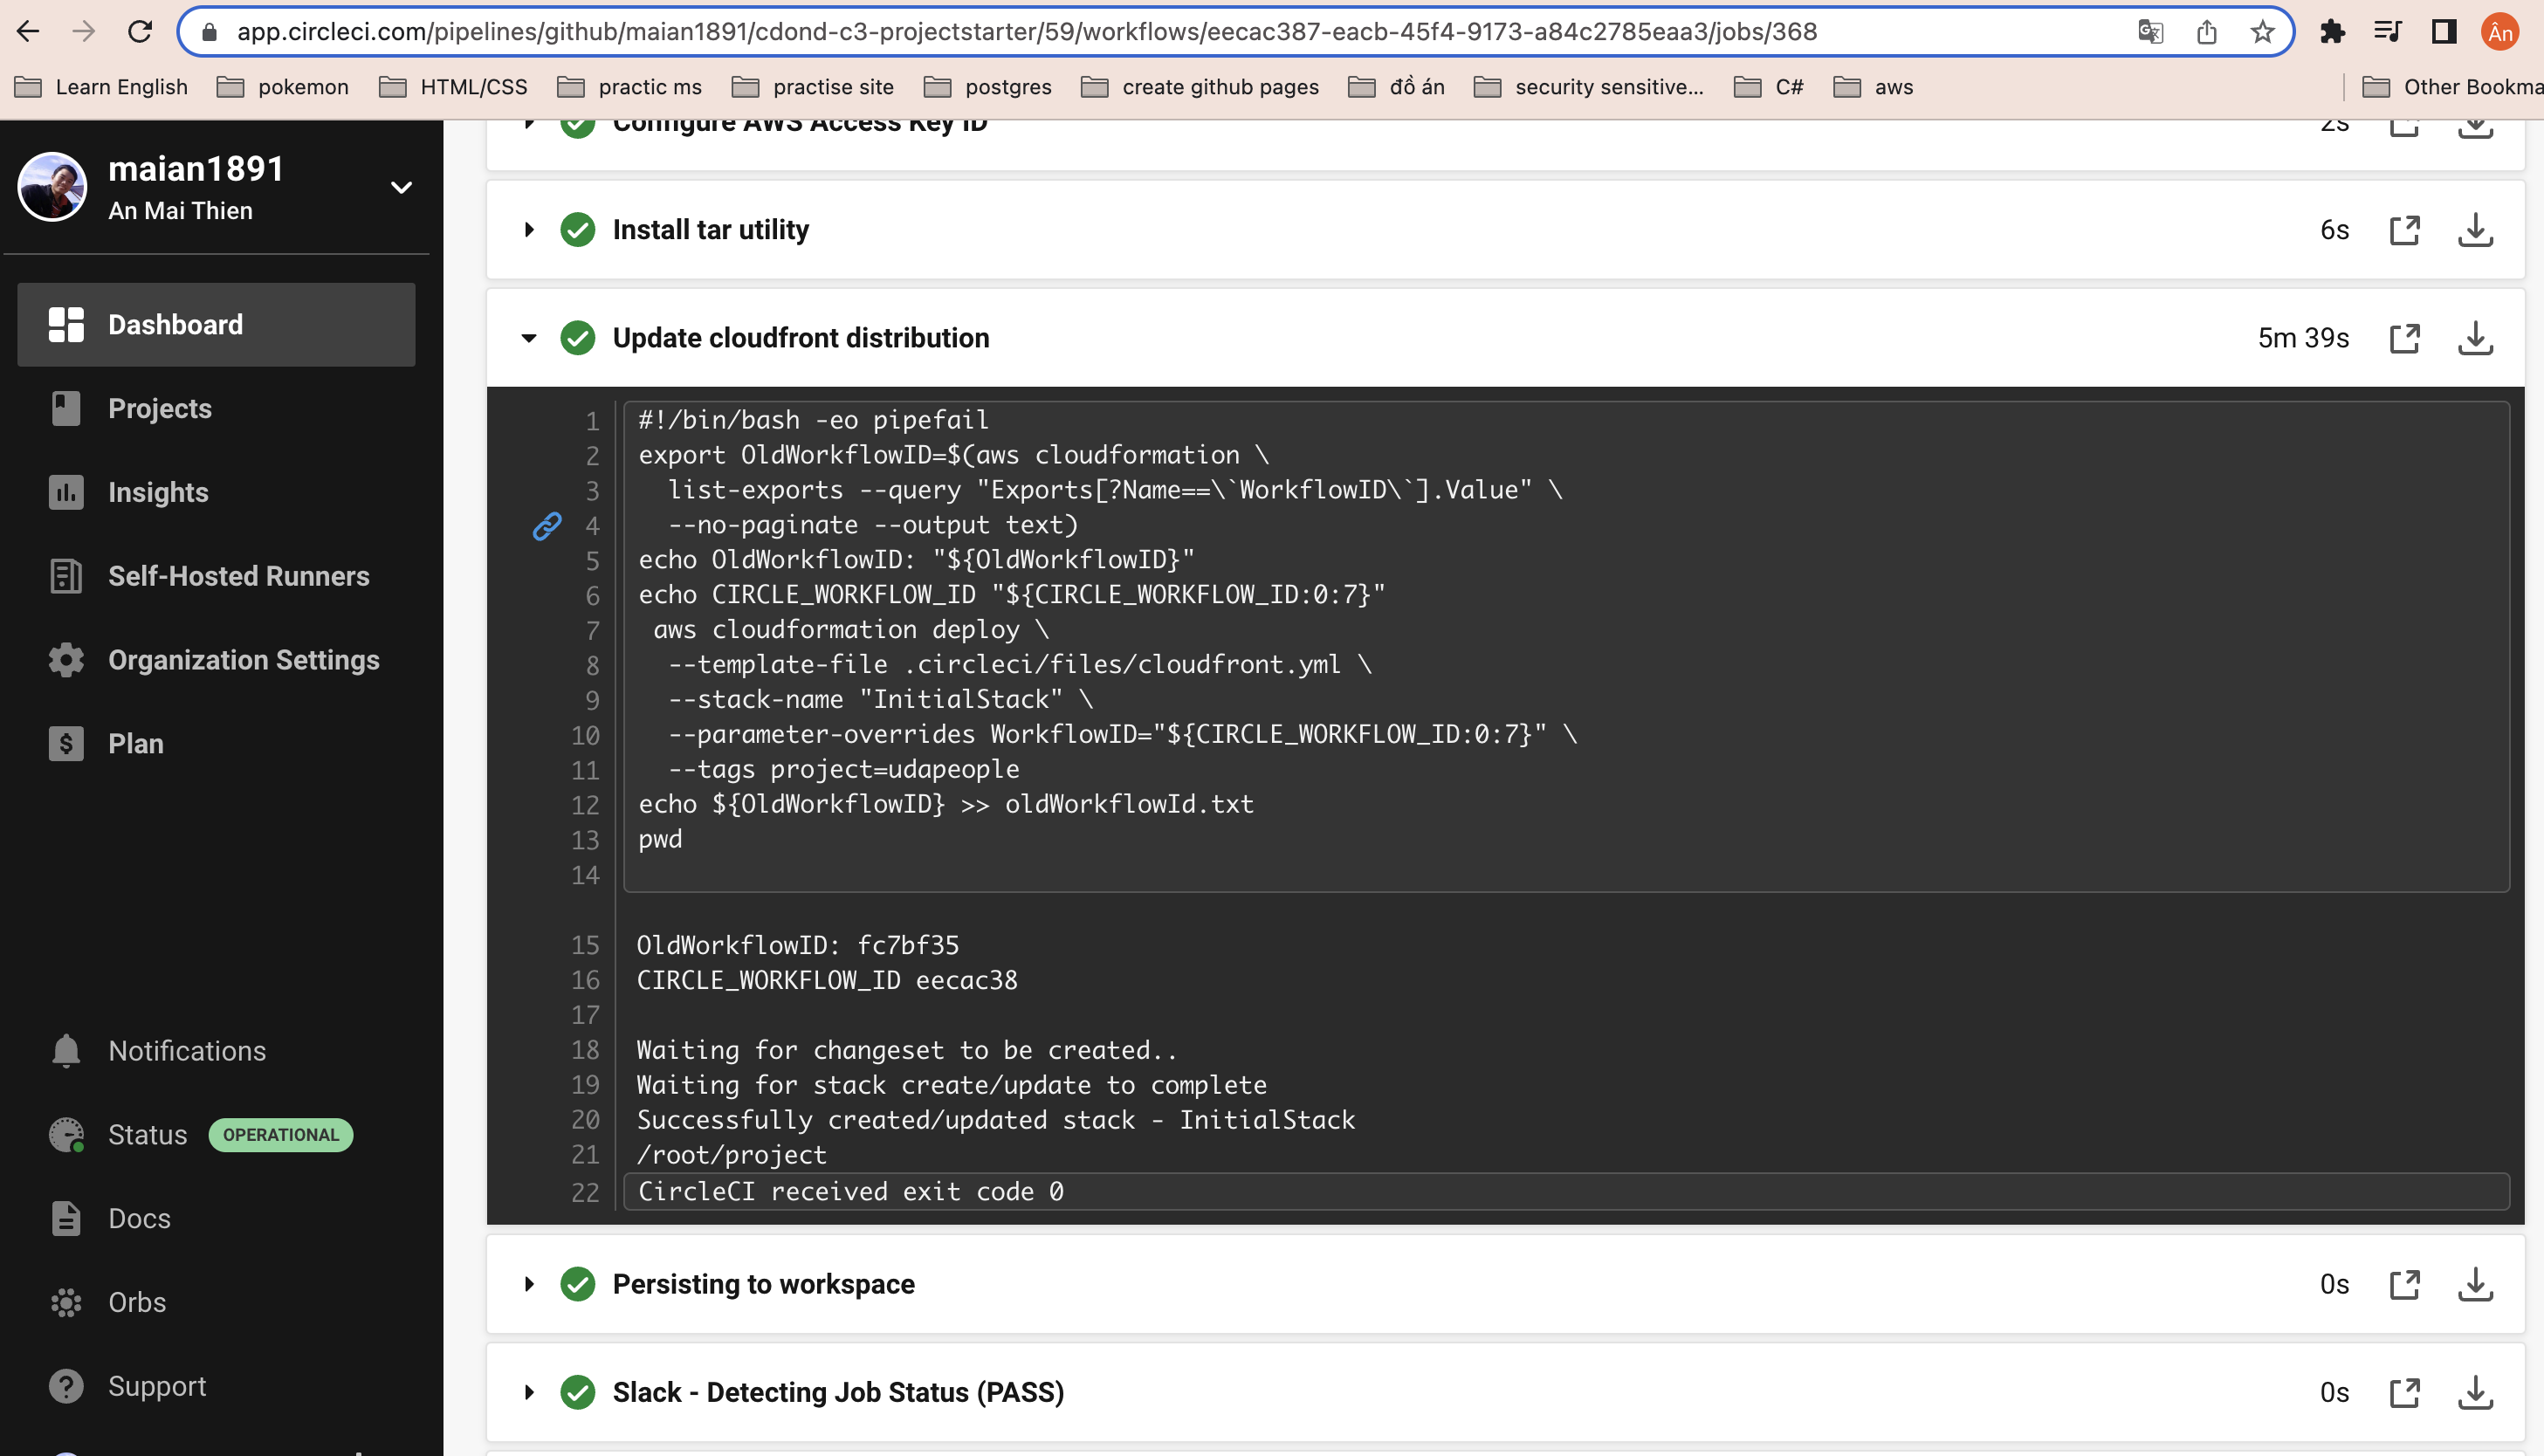 app.circleci.com/pipelines/github/maian1891/cdond-c3-projectstarter/59/workflows/eecac387-eacb-45f4-9173-a84c2785eaa3/jobs/368
Ân
Learn English
pokemon
HTML/CSS
practic ms
practise site
postgres
create github pages
đồ án
security sensitive...
C#
aws
Other Bookma
maian1891
An Mai Thien
Dashboard
Projects
Insights
Self-Hosted Runners
Organization Settings
Plan
Notifications
Status OPERATIONAL
Docs
Orbs
Support
Configure AWS Access Key ID 2s
Install tar utility 6s
Update cloudfront distribution 5m 39s
1 #!/bin/bash -eo pipefail
2 export OldWorkflowID=$(aws cloudformation \
3 list-exports --query "Exports[?Name==\`WorkflowID\`].Value" \
4 --no-paginate --output text)
5 echo OldWorkflowID: "${OldWorkflowID}"
6 echo CIRCLE_WORKFLOW_ID "${CIRCLE_WORKFLOW_ID:0:7}"
7 aws cloudformation deploy \
8 --template-file .circleci/files/cloudfront.yml \
9 --stack-name "InitialStack" \
10 --parameter-overrides WorkflowID="${CIRCLE_WORKFLOW_ID:0:7}" \
11 --tags project=udapeople
12 echo ${OldWorkflowID} >> oldWorkflowId.txt
13 pwd
14
15 OldWorkflowID: fc7bf35
16 CIRCLE_WORKFLOW_ID eecac38
17
18 Waiting for changeset to be created..
19 Waiting for stack create/update to complete
20 Successfully created/updated stack - InitialStack
21 /root/project
22 CircleCI received exit code 0
Persisting to workspace 0s
Slack - Detecting Job Status (PASS) 0s